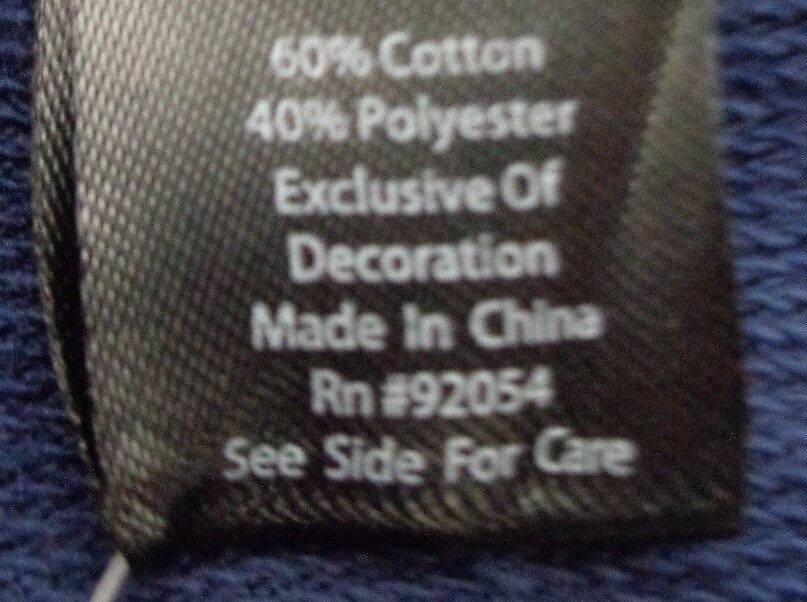 60% Cotton
40% Polyester
Exclusive Of
Decoration
Made In China
Rn #92054
See Side For Care